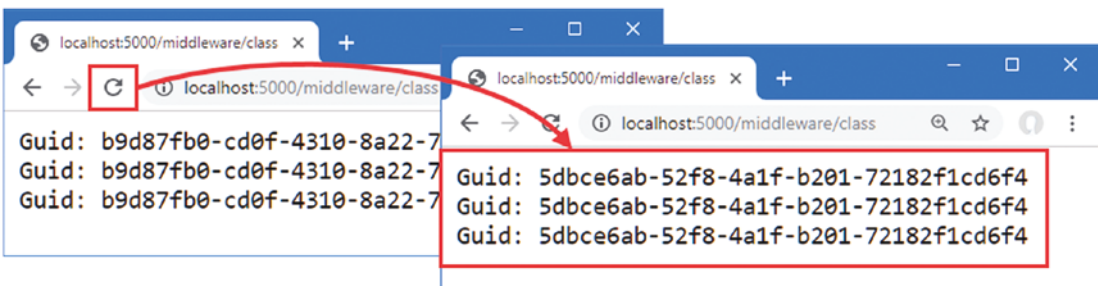 localhost:5000/middleware/class
localhost:5000/middleware/class
Guid: b9d87fb0-cd0f-4310-8a22-7
Guid: b9d87fb0-cd0f-4310-8a22-7
Guid: b9d87fb0-cd0f-4310-8a22-7
localhost:5000/middleware/class
localhost:5000/middleware/class
Guid: 5dbce6ab-52f8-4a1f-b201-72182f1cd6f4
Guid: 5dbce6ab-52f8-4a1f-b201-72182f1cd6f4
Guid: 5dbce6ab-52f8-4a1f-b201-72182f1cd6f4